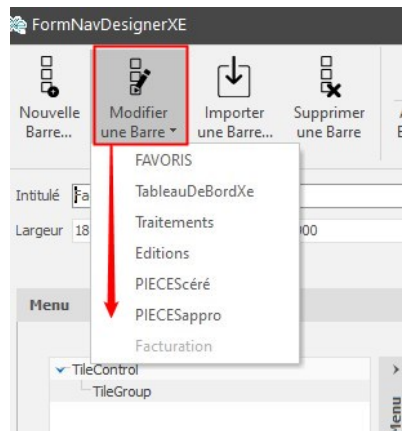 FormNavDesignerXE
Nouvelle Barre...
Modifier une Barre
Importer une Barre...
Supprimer une Barre
FAVORIS
Intitulé Fa
TableauDeBordXe
Largeur 18 00
Traitements
Editions
PIECEScéré
Menu
PIECESappro
Facturation
TileControl
TileGroup
Menu